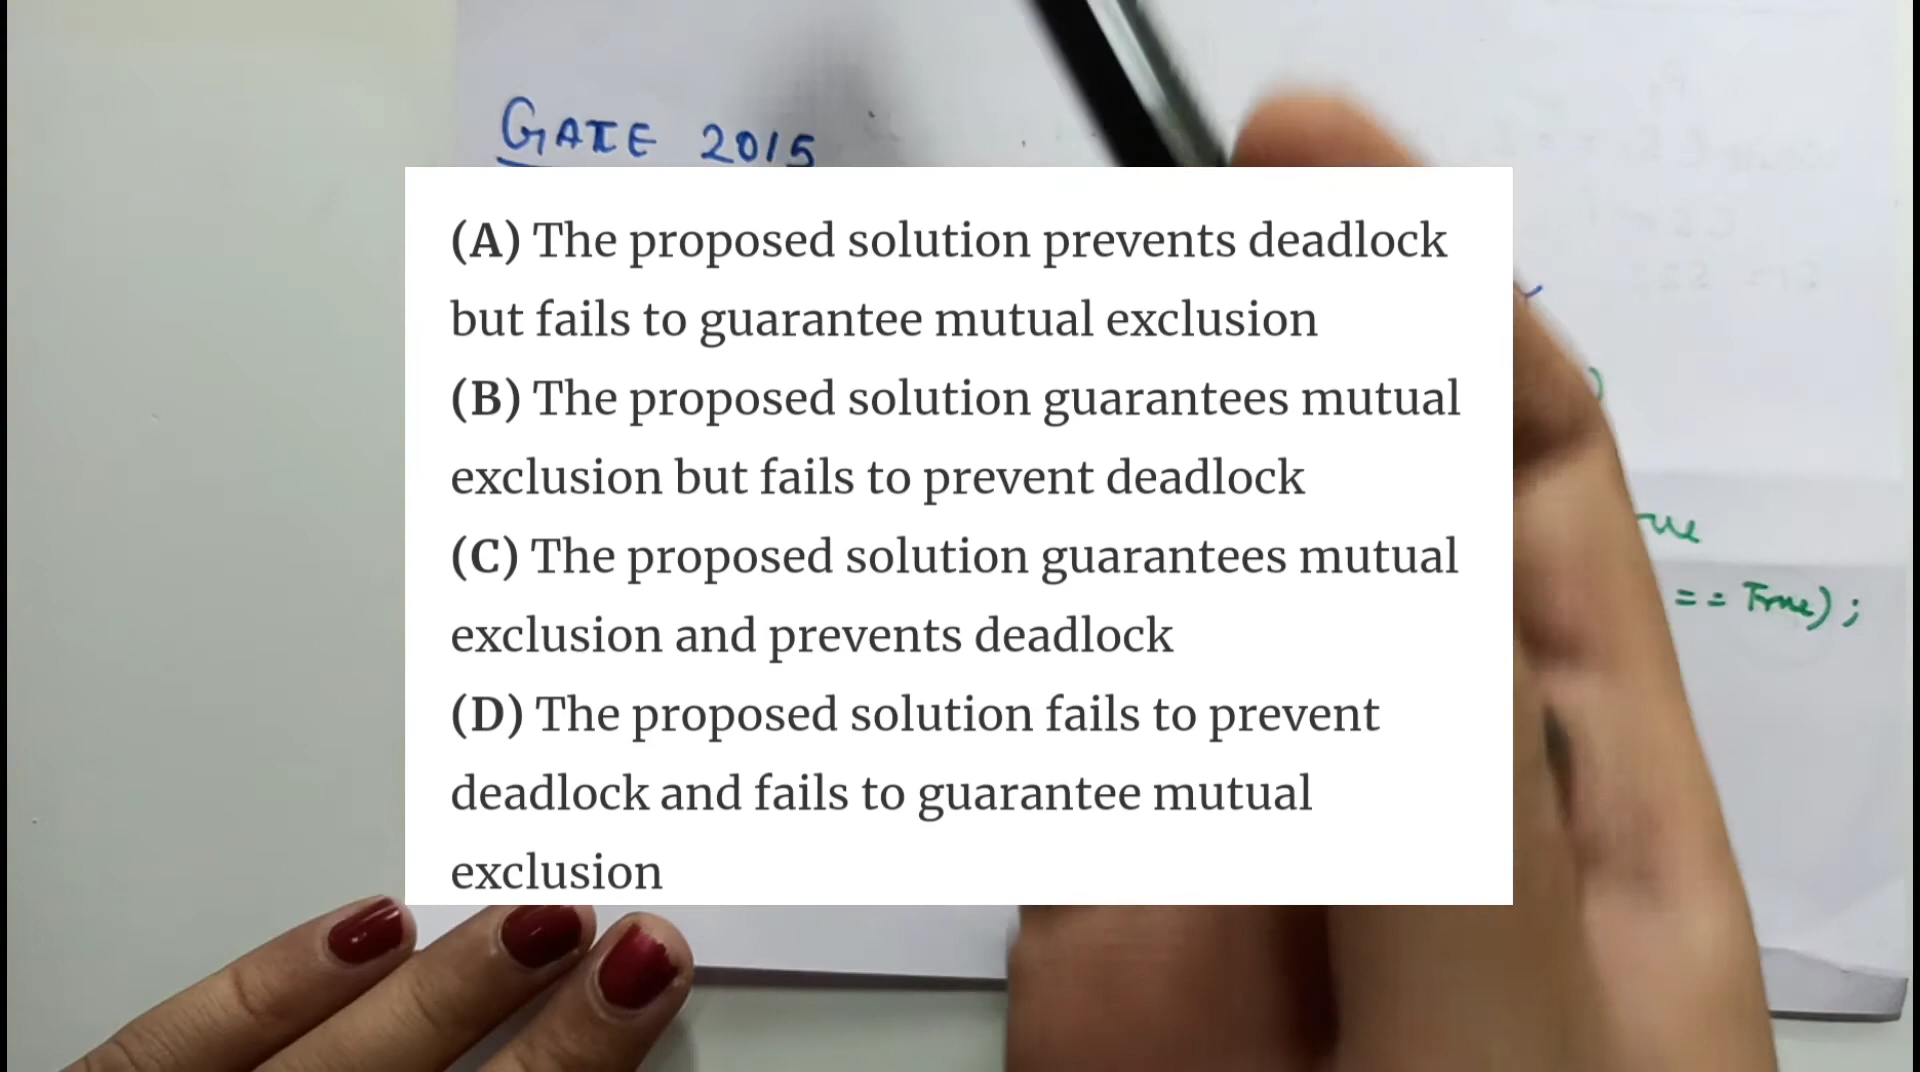 GATE 2015
(A) The proposed solution prevents deadlock
but fails to guarantee mutual exclusion
(B) The proposed solution guarantees mutual
exclusion but fails to prevent deadlock
(C) The proposed solution guarantees mutual
exclusion and prevents deadlock
(D) The proposed solution fails to prevent
deadlock and fails to guarantee mutual
exclusion
== True);